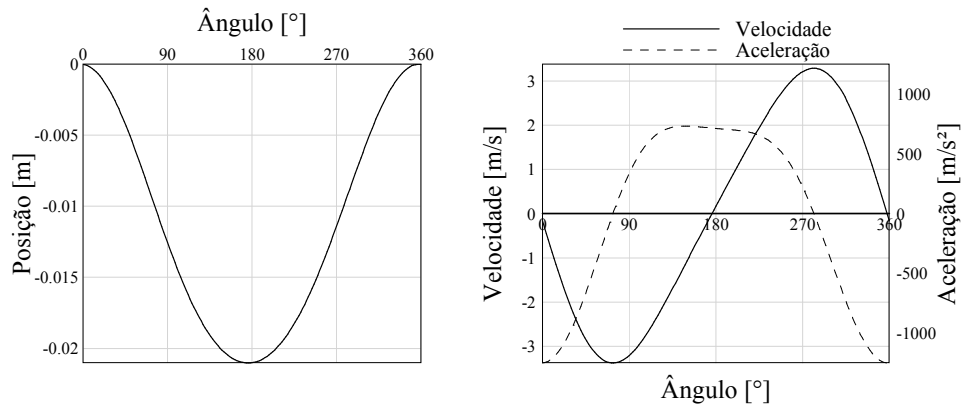 Ângulo [°]
0 90 180 270 360
0
-0.005
-0.01
-0.015
-0.02
Posição [m]
Velocidade
Aceleração
3
2
1
0
-1
-2
-3
Velocidade [m/s]
0 90 180 270 360
1000
500
0
-500
-1000
Aceleração [m/s²]
Ângulo [°]